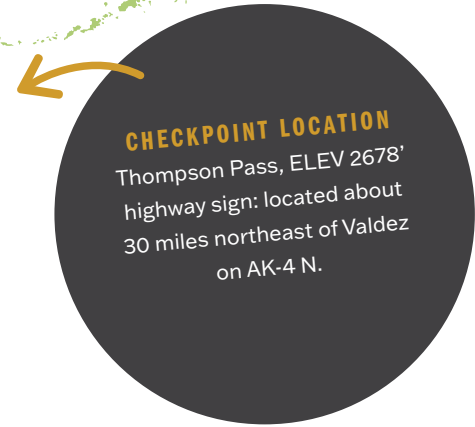 CHECKPOINT LOCATION
Thompson Pass, ELEV 2678’
highway sign: located about
30 miles northeast of Valdez
on AK-4 N.